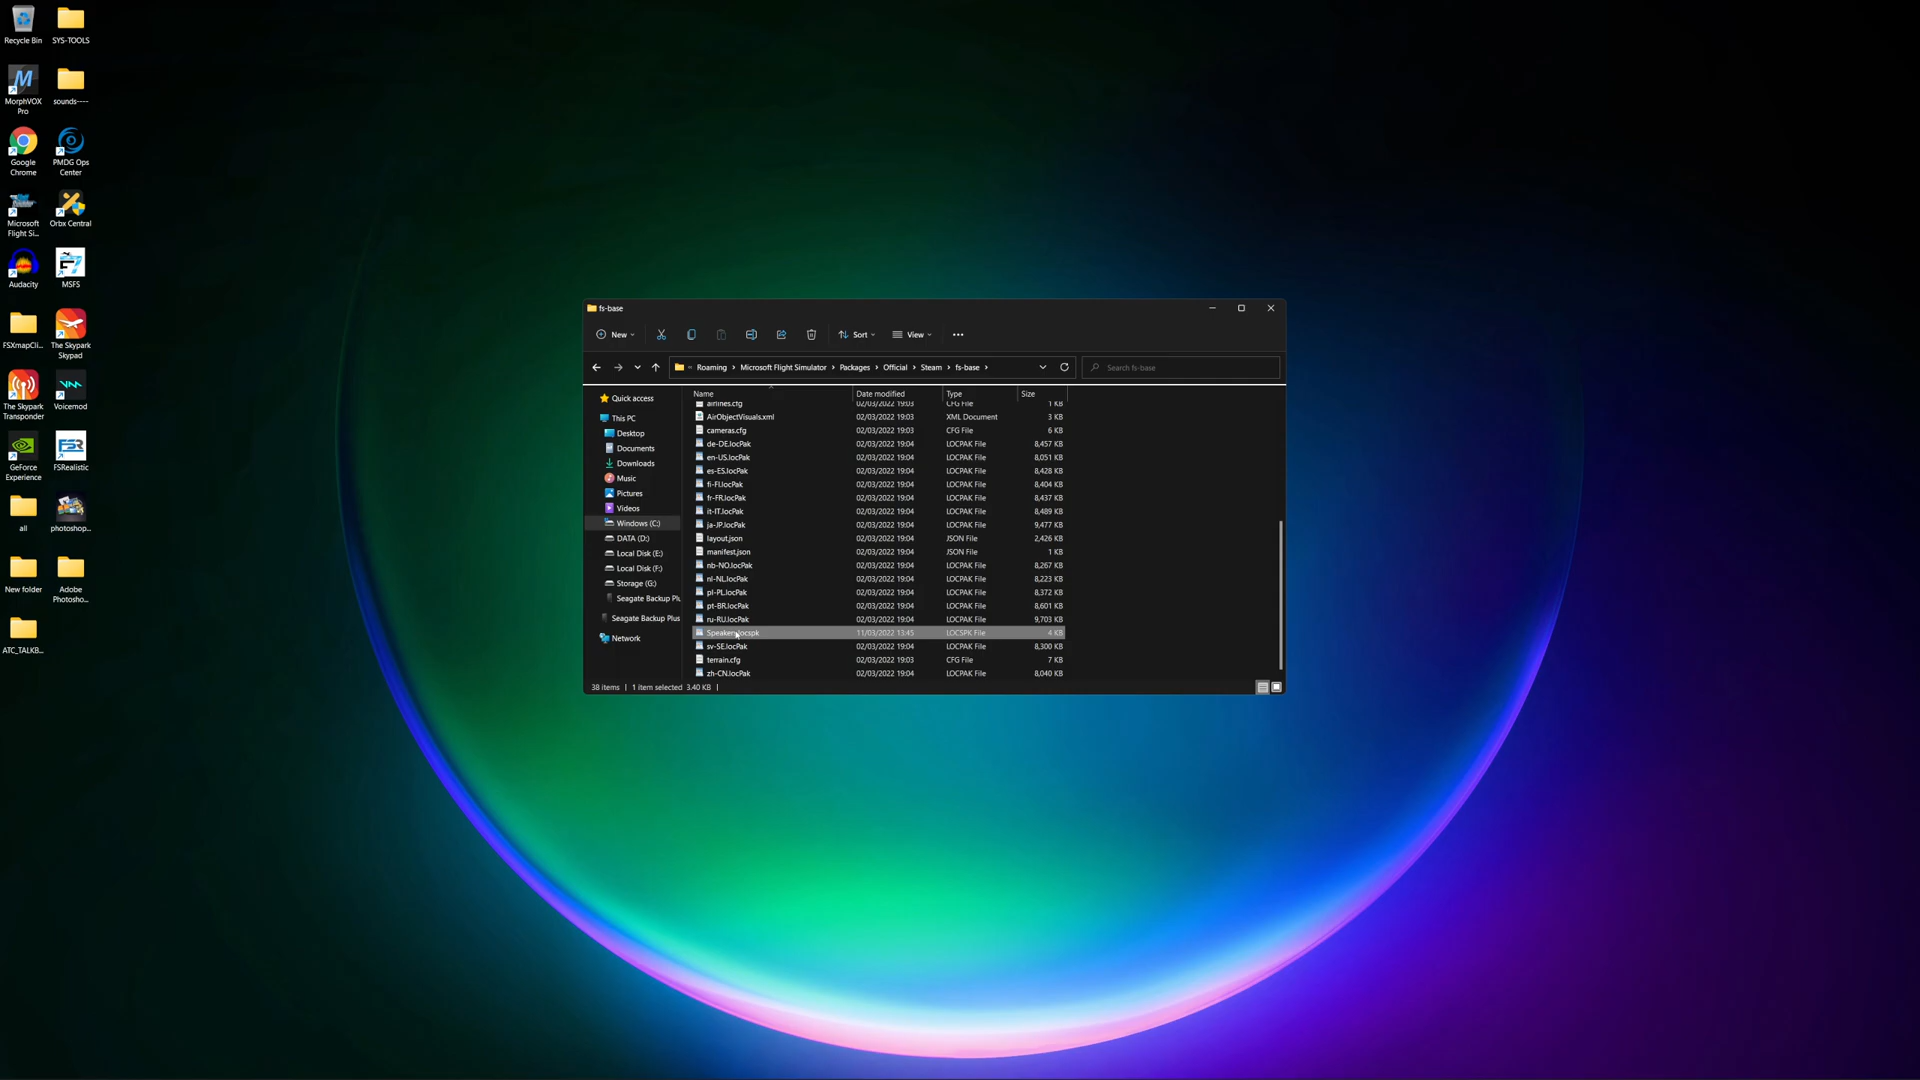 Recycle Bin
SYS-TOOLS
MorphVOX
Pro
sounds----
Google
Chrome
PMDG Ops
Center
Microsoft
Flight Si...
Orbx Central
Audacity
MSFS
FSXmapCli...
The Skypark
Skypad
The Skypark
Transponder
Voicemod
GeForce
Experience
FSRealistic
all
photoshop...
New folder
Adobe
Photosho...
ATC_TALKB...
fs-base
New
Sort
View
Roaming > Microsoft Flight Simulator > Packages > Official > Steam > fs-base >
Search fs-base
Quick access
This PC
Desktop
Documents
Downloads
Music
Pictures
Videos
Windows (C:)
DATA (D:)
Local Disk (E:)
Local Disk (F:)
Storage (G:)
Seagate Backup Plu
Seagate Backup Plus
Network
Name Date modified Type Size
airlines.cfg 02/03/2022 19:03 CFG File 1 KB
AirObjectVisuals.xml 02/03/2022 19:03 XML Document 3 KB
cameras.cfg 02/03/2022 19:03 CFG File 6 KB
de-DE.locPak 02/03/2022 19:04 LOCPAK File 8,457 KB
en-US.locPak 02/03/2022 19:04 LOCPAK File 8,051 KB
es-ES.locPak 02/03/2022 19:04 LOCPAK File 8,428 KB
fi-FI.locPak 02/03/2022 19:04 LOCPAK File 8,404 KB
fr-FR.locPak 02/03/2022 19:04 LOCPAK File 8,437 KB
it-IT.locPak 02/03/2022 19:04 LOCPAK File 8,489 KB
ja-JP.locPak 02/03/2022 19:04 LOCPAK File 9,477 KB
layout.json 02/03/2022 19:04 JSON File 2,426 KB
manifest.json 02/03/2022 19:04 JSON File 1 KB
nb-NO.locPak 02/03/2022 19:04 LOCPAK File 8,267 KB
nl-NL.locPak 02/03/2022 19:04 LOCPAK File 8,223 KB
pl-PL.locPak 02/03/2022 19:04 LOCPAK File 8,372 KB
pt-BR.locPak 02/03/2022 19:04 LOCPAK File 8,601 KB
ru-RU.locPak 02/03/2022 19:04 LOCPAK File 9,703 KB
Speakers.locspk 11/03/2022 13:45 LOCSPK File 4 KB
sv-SE.locPak 02/03/2022 19:04 LOCPAK File 8,300 KB
terrain.cfg 02/03/2022 19:03 CFG File 7 KB
zh-CN.locPak 02/03/2022 19:04 LOCPAK File 8,040 KB
38 items | 1 item selected 3.40 KB |